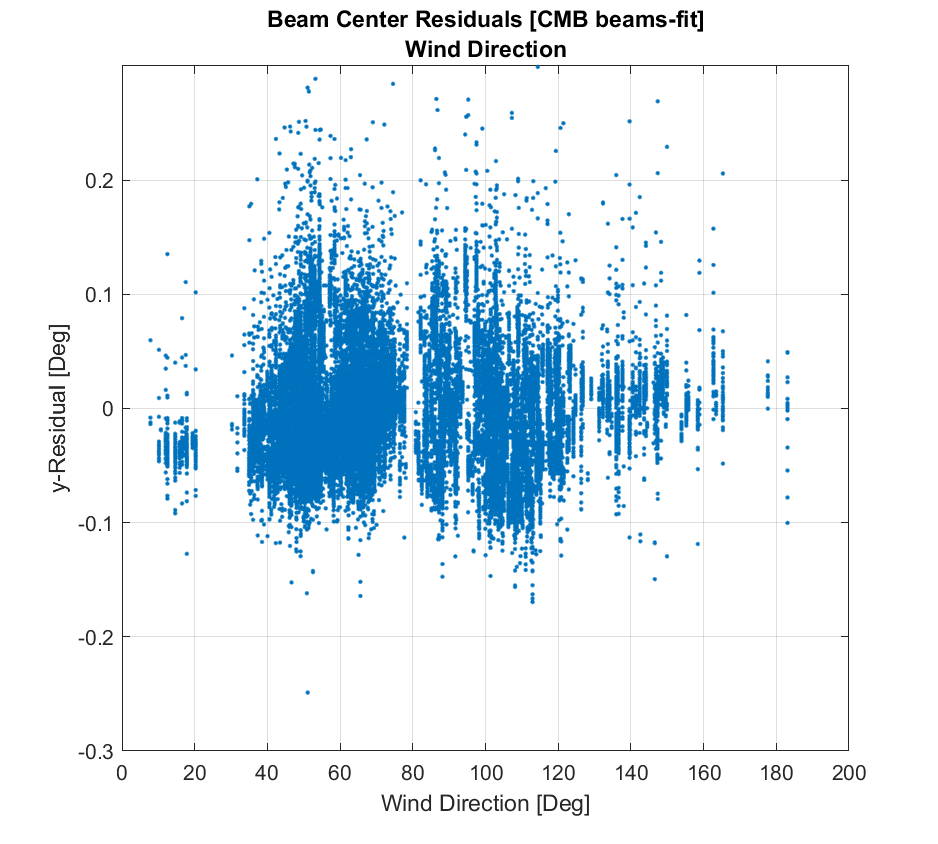 Beam Center Residuals [CMB beams-fit]
Wind Direction
y-Residual [Deg]
0.2
0.1
0
-0.1
-0.2
-0.3
0 20 40 60 80 100 120 140 160 180 200
Wind Direction [Deg]